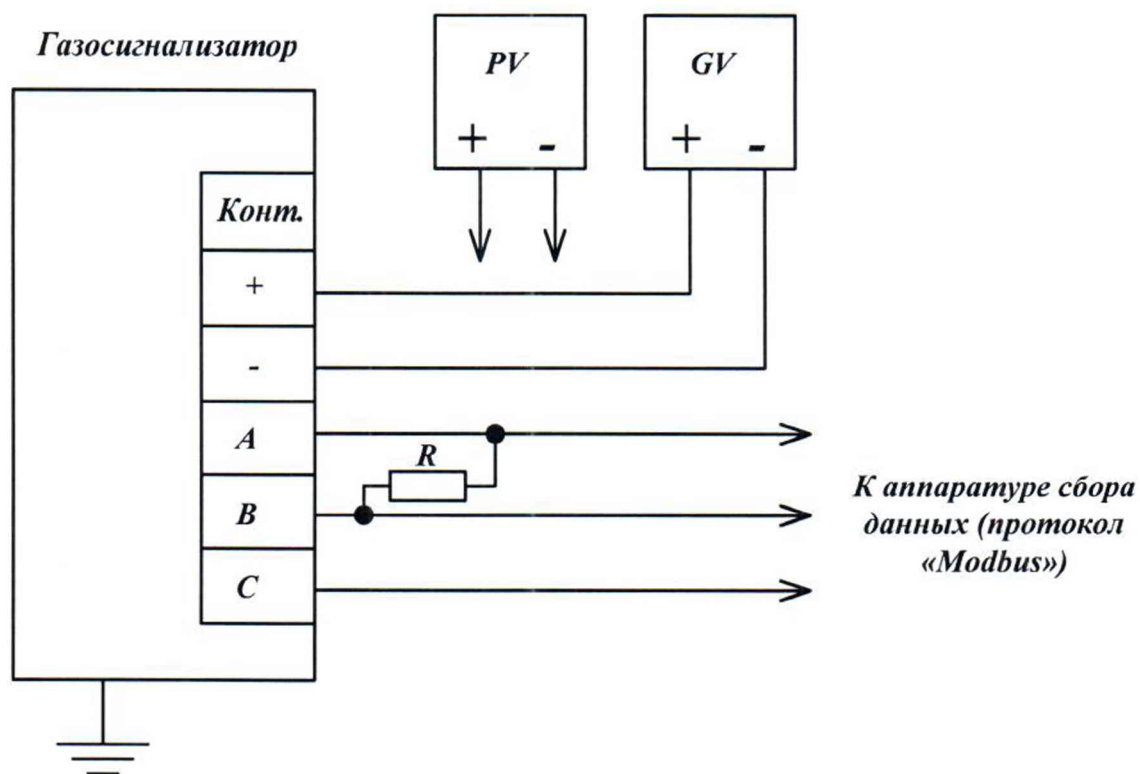 Газосигнализатор
PV
+ -
GV
+ -
Конт.
+
-
A
B
C
R
К аппаратуре сбора
данных (протокол
«Modbus»)